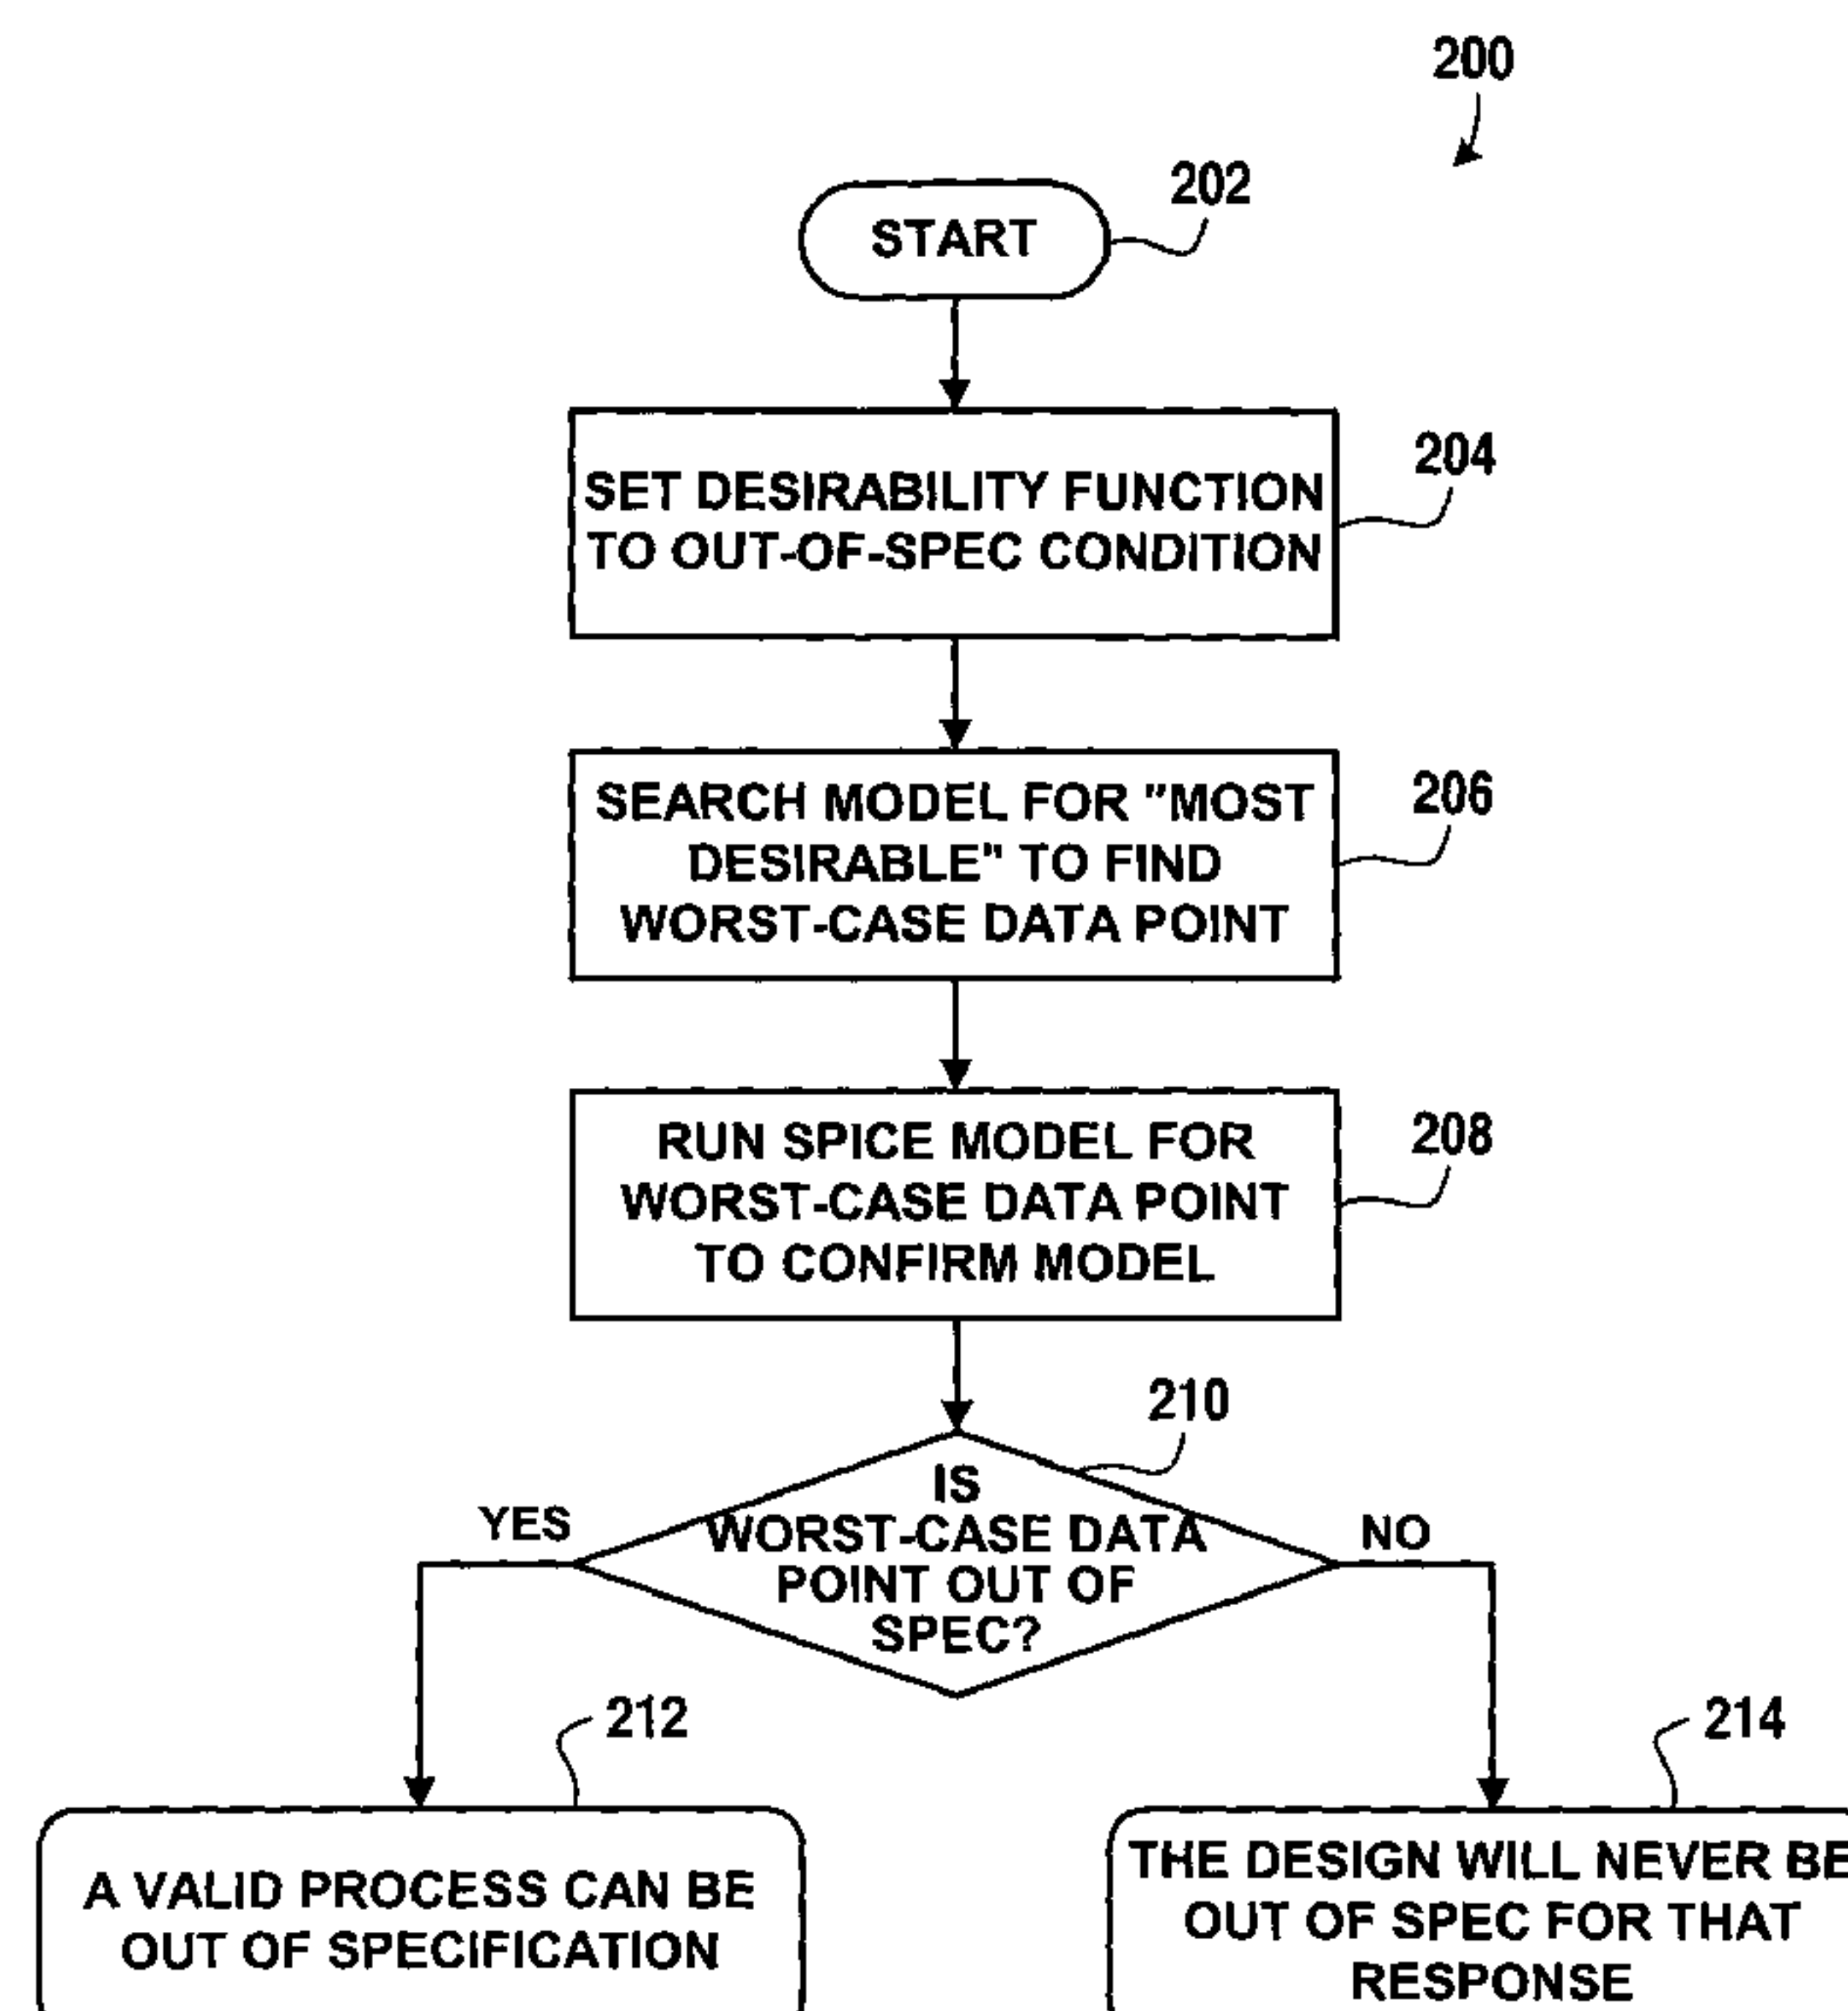 200
202
START
204
SET DESIRABILITY FUNCTION
TO OUT-OF-SPEC CONDITION
206
SEARCH MODEL FOR "MOST
DESIRABLE" TO FIND
WORST-CASE DATA POINT
208
RUN SPICE MODEL FOR
WORST-CASE DATA POINT
TO CONFIRM MODEL
210
IS
WORST-CASE DATA
POINT OUT OF
SPEC?
YES
NO
212
A VALID PROCESS CAN BE
OUT OF SPECIFICATION
214
THE DESIGN WILL NEVER BE
OUT OF SPEC FOR THAT
RESPONSE